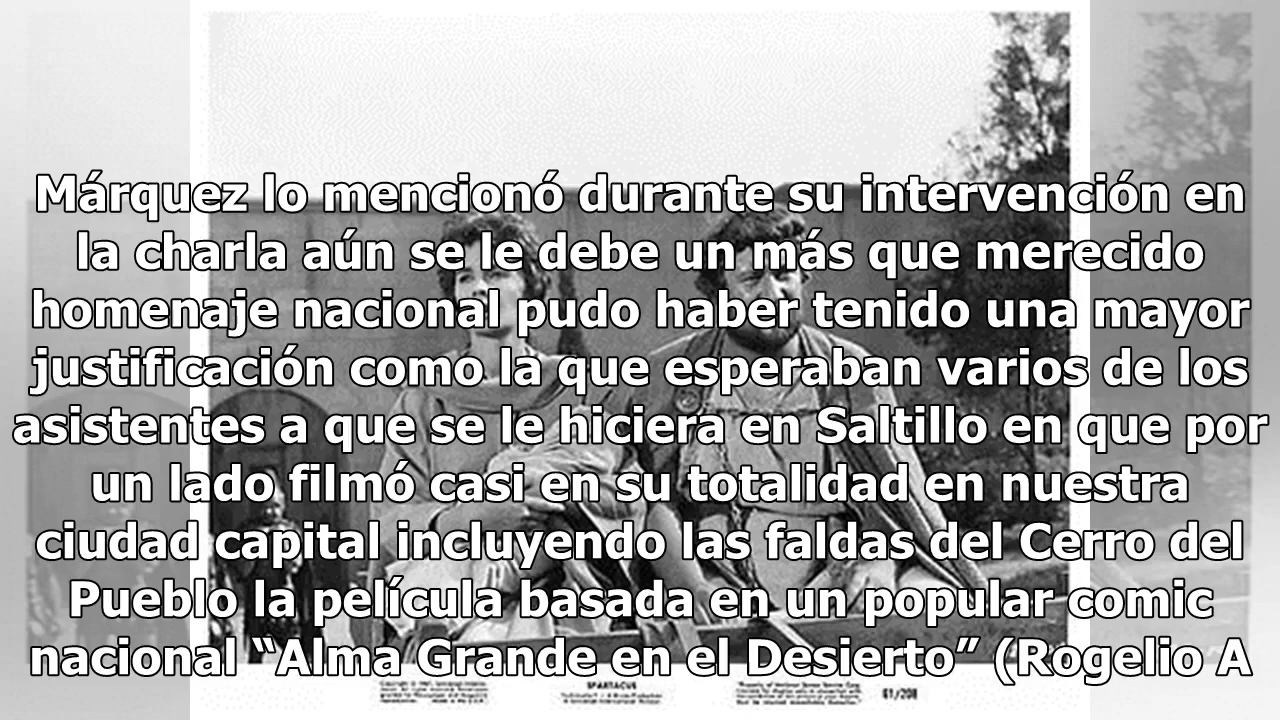 Márquez lo mencionó durante su intervención en
la charla aún se le debe un más que merecido
homenaje nacional pudo haber tenido una mayor
justificación como la que esperaban varios de los
asistentes a que se le hiciera en Saltillo en que por
un lado filmó casi en su totalidad en nuestra
ciudad capital incluyendo las faldas del Cerro del
Pueblo la película basada en un popular comic
nacional “Alma Grande en el Desierto” (Rogelio A
SPARTACUS
61/208